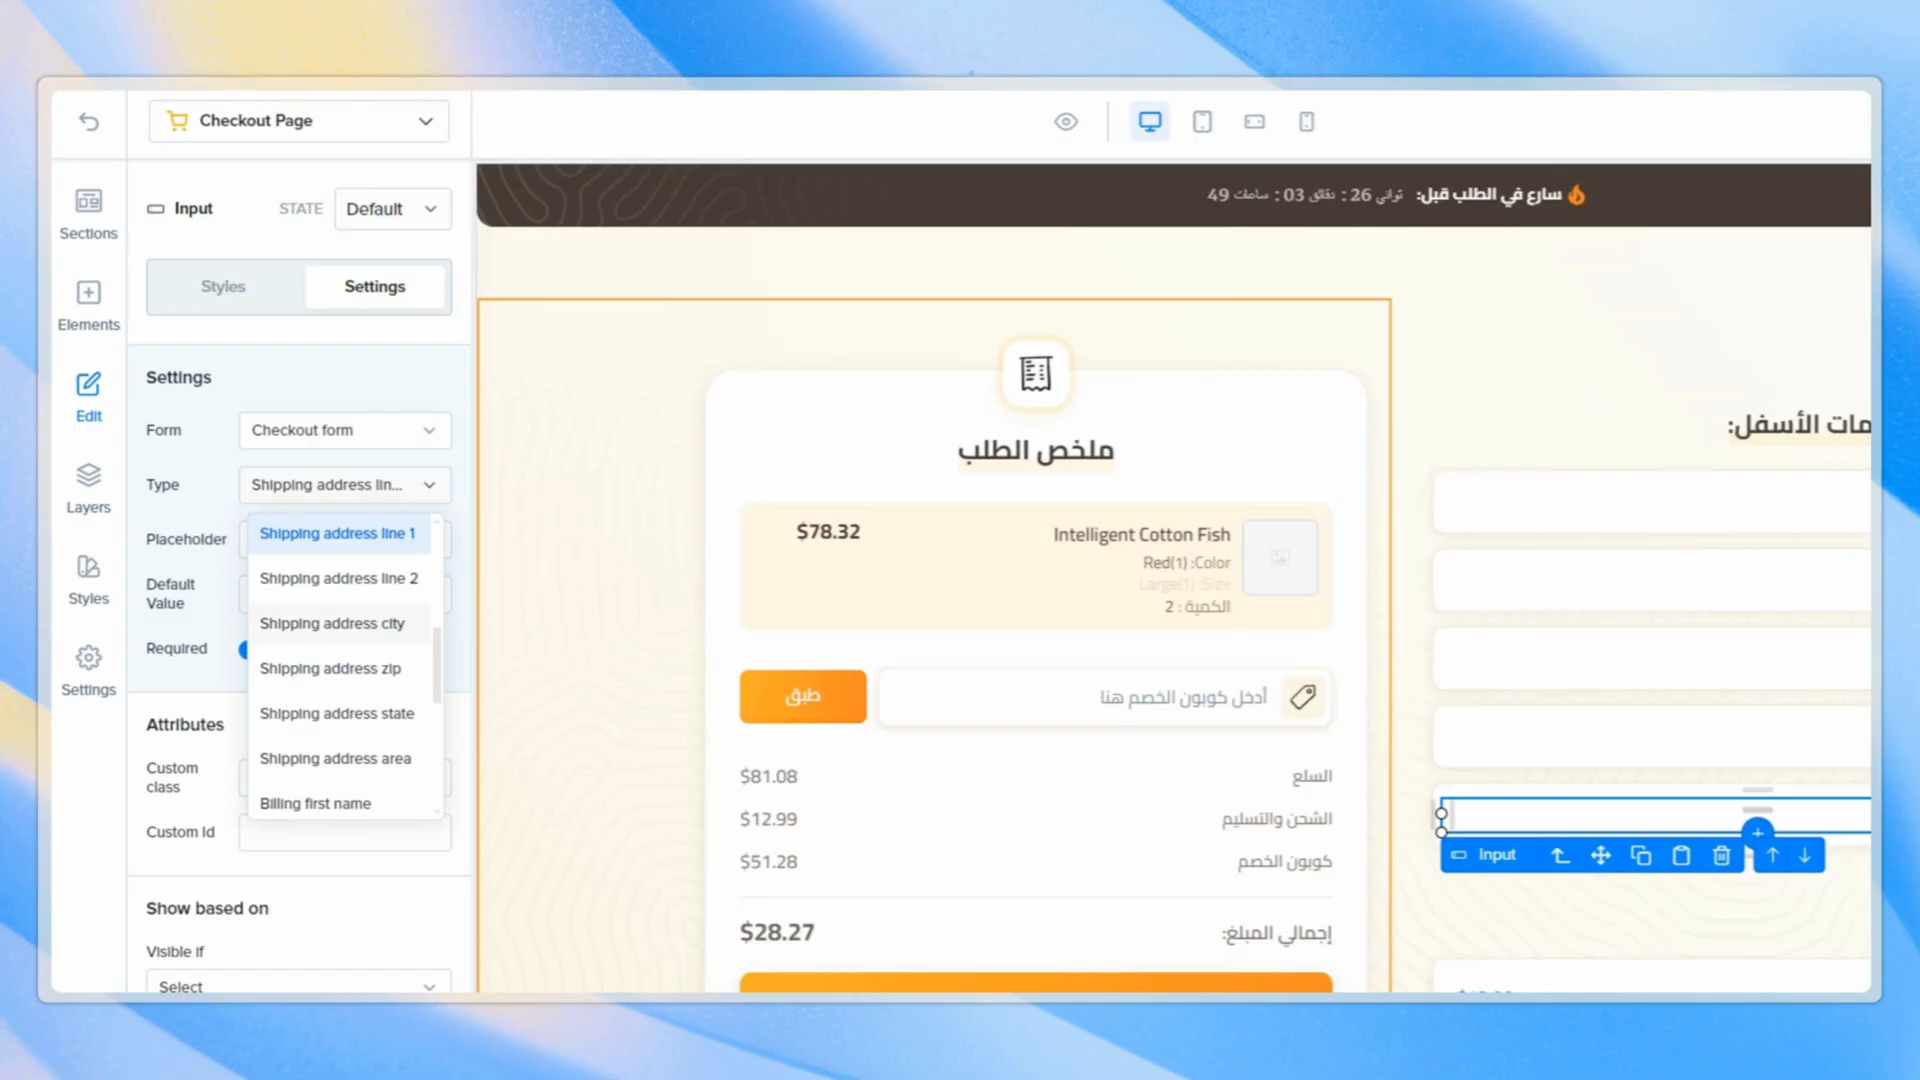 Checkout Page
Input
STATE
Default
Styles
Settings
Sections
Elements
Edit
Layers
Styles
Settings
Settings
Form
Checkout form
Type
Shipping address lin...
Placeholder
Shipping address line 1
Shipping address line 2
Shipping address city
Shipping address zip
Shipping address state
Shipping address area
Billing first name
Default
Value
Required
Attributes
Custom
class
Custom Id
Show based on
Visible if
Select
سارع في الطلب قبل: 49 ساعات : 03 دقائق : 26 ثواني
ملخص الطلب
Intelligent Cotton Fish
$78.32
Red(1) :Color
Large(1) :Size
الكمية : 2
أدخل كوبون الخصم هنا
طبق
السلع
$81.08
الشحن والتسليم
$12.99
كوبون الخصم
$51.28
إجمالي المبلغ:
$28.27
الأسفل:
Input